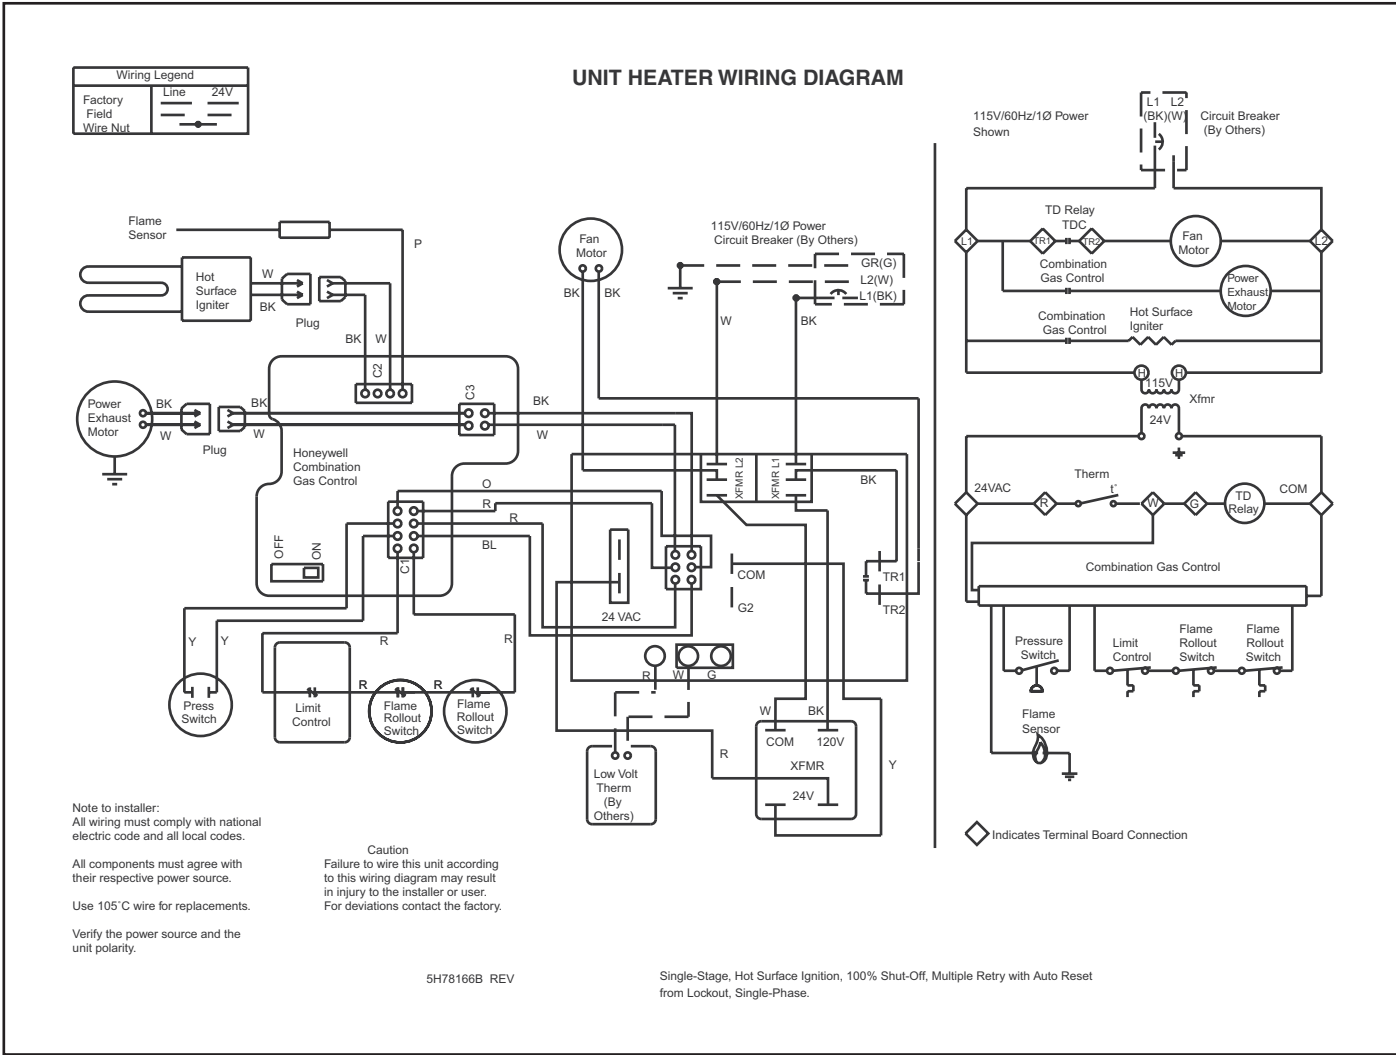 UNIT HEATER WIRING DIAGRAM
Wiring Legend
Line 24V
Factory
Field
Wire Nut
Flame
Sensor
P
Hot
Surface
Igniter
W
BK
Plug
BK
W
C2
Power
Exhaust
Motor
BK
W
Plug
BK
W
C3
BK
W
Honeywell
Combination
Gas Control
OFF
ON
C1
O
R
R
BL
Fan
Motor
BK
BK
115V/60Hz/1Ø Power
Circuit Breaker (By Others)
GR(G)
L2(W)
L1(BK)
W
BK
XFMR L2
XFMR L1
BK
24 VAC
COM
G2
TR1
TR2
R
W
G
Y
Y
R
R
Press
Switch
Limit
Control
R
R
Flame
Rollout
Switch
Flame
Rollout
Switch
Low Volt
Therm
(By
Others)
R
W
BK
COM
120V
XFMR
24V
Y
Note to installer:
All wiring must comply with national
electric code and all local codes.
All components must agree with
their respective power source.
Use 105˚C wire for replacements.
Verify the power source and the
unit polarity.
Caution
Failure to wire this unit according
to this wiring diagram may result
in injury to the installer or user.
For deviations contact the factory.
5H78166B REV
Single-Stage, Hot Surface Ignition, 100% Shut-Off, Multiple Retry with Auto Reset
from Lockout, Single-Phase.
115V/60Hz/1Ø Power
Shown
L1 L2
(BK)(W)
Circuit Breaker
(By Others)
L1
TD Relay
TDC
TR1
TR2
Fan
Motor
L2
Combination
Gas Control
Power
Exhaust
Motor
Combination
Gas Control
Hot Surface
Igniter
H
H
115V
Xfmr
24V
24VAC
R
Therm
t˚
W
G
TD
Relay
COM
Combination Gas Control
Pressure
Switch
Limit
Control
Flame
Rollout
Switch
Flame
Rollout
Switch
Flame
Sensor
Indicates Terminal Board Connection